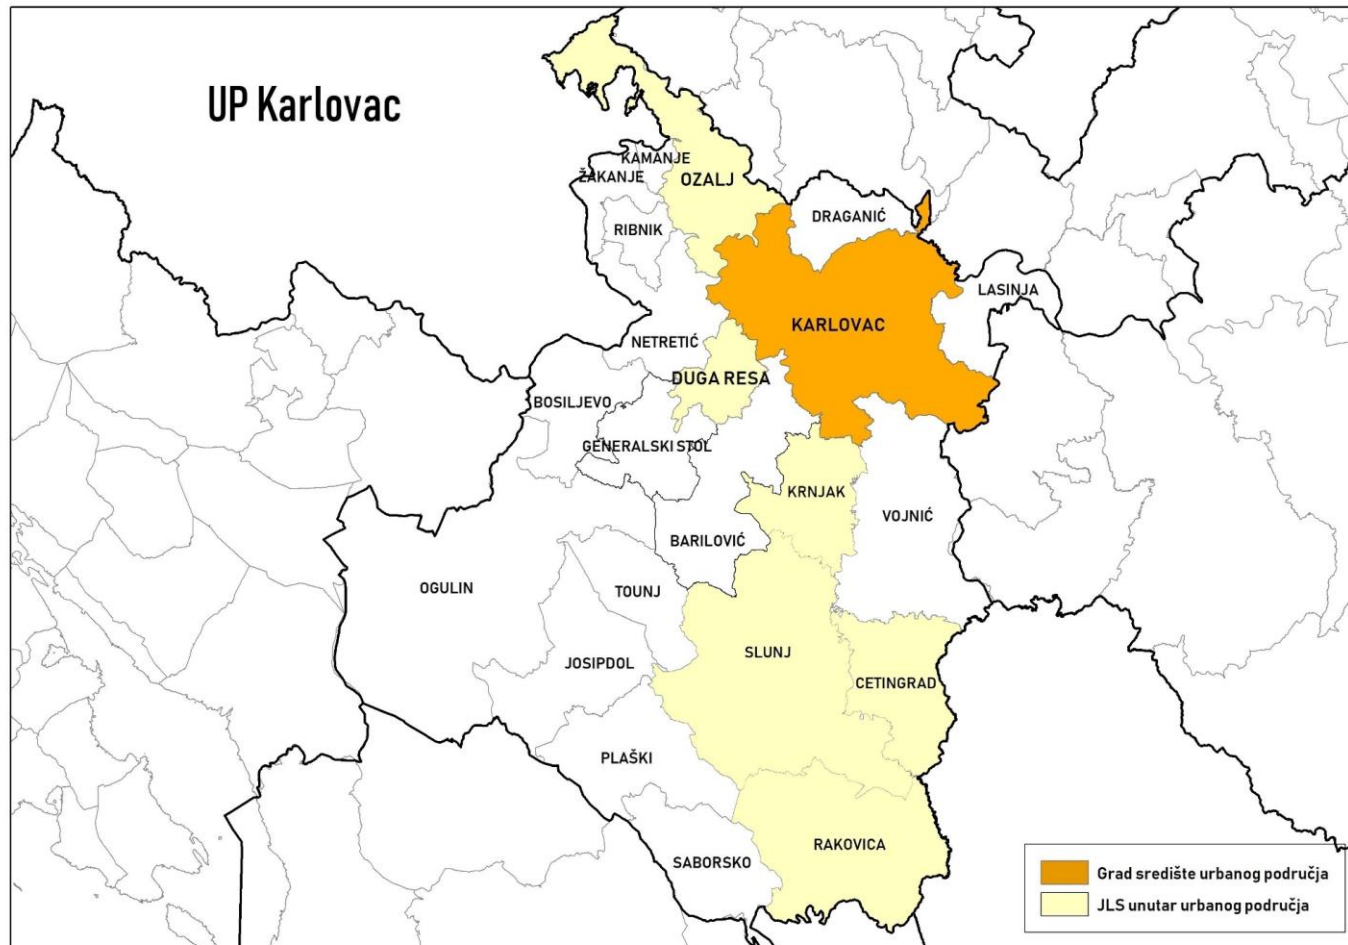 UP Karlovac
KAMANJE
ŽAKANJE
OZALJ
RIBNIK
DRAGANIĆ
LASINJA
KARLOVAC
NETRETIĆ
DUGA RESA
BOSILJEVO
GENERALSKI STOL
KRNJAK
VOJNIĆ
BARILOVIĆ
OGULIN
TOUNJ
SLUNJ
JOSIPDOL
CETINGRAD
PLAŠKI
RAKOVICA
SABORSKO
Grad središte urbanog područja
JLS unutar urbanog područja